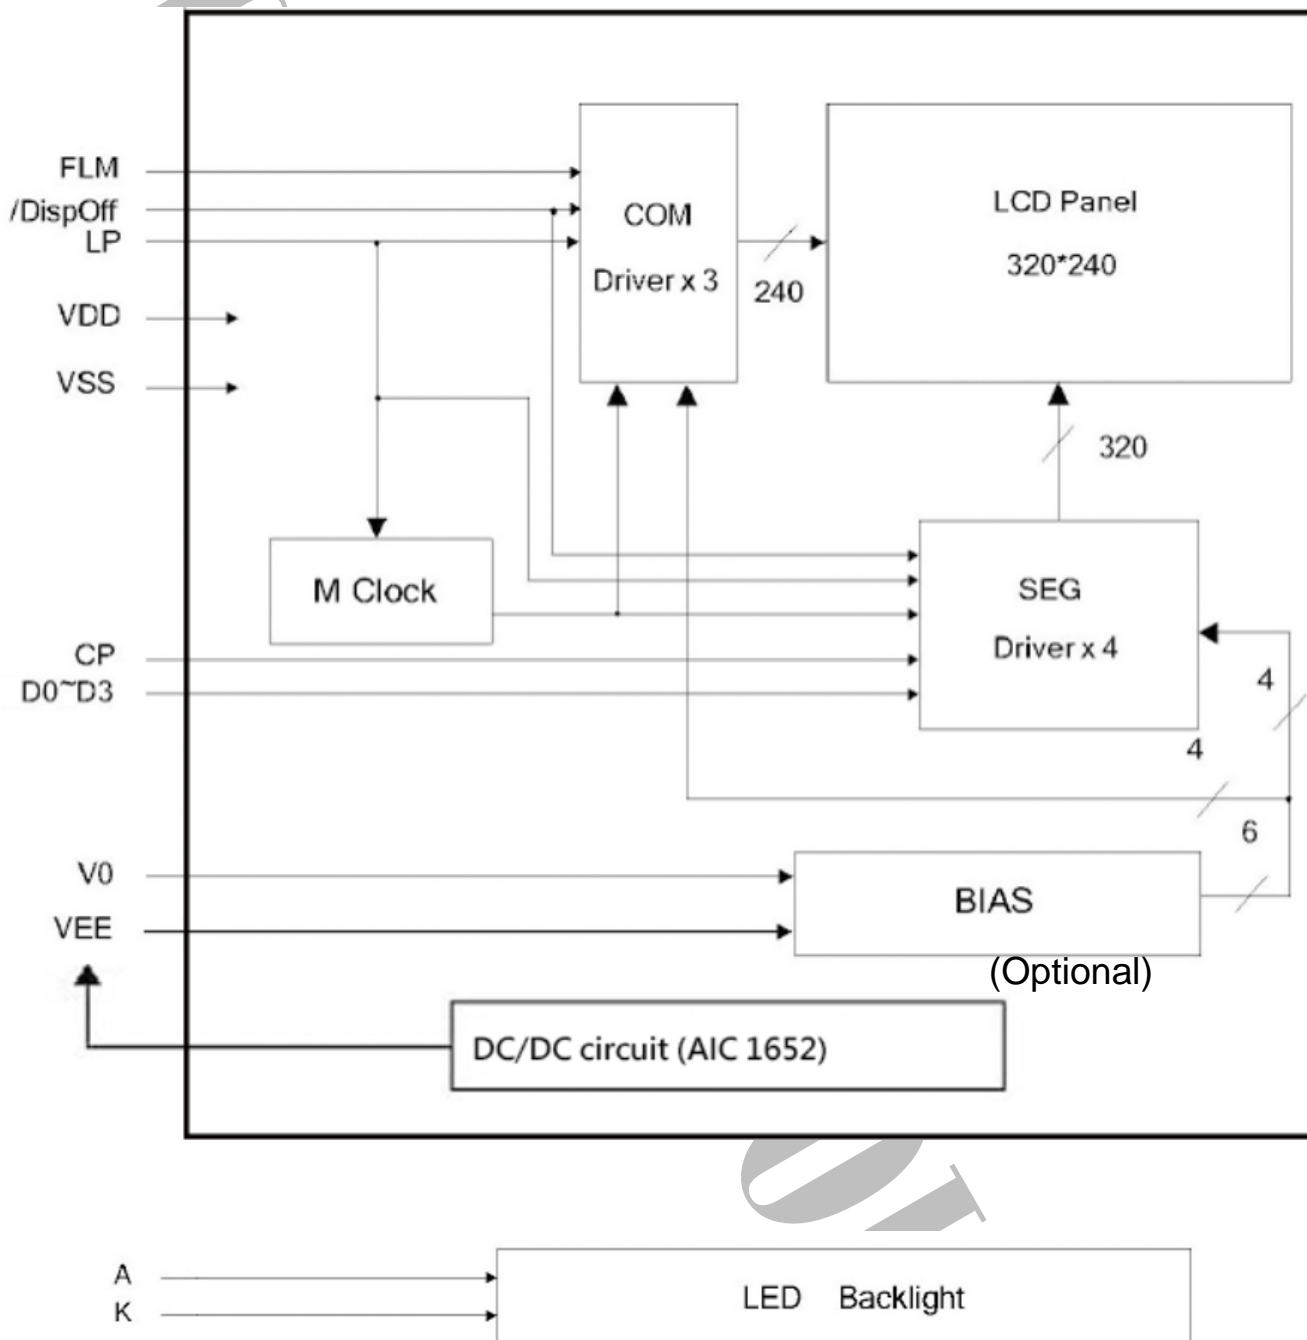 FLM
/DispOff
LP
VDD
VSS
COM
Driver x 3
240
LCD Panel
320*240
320
M Clock
SEG
Driver x 4
CP
D0~D3
4
4
6
V0
VEE
BIAS
(Optional)
DC/DC circuit (AIC 1652)
A
K
LED Backlight